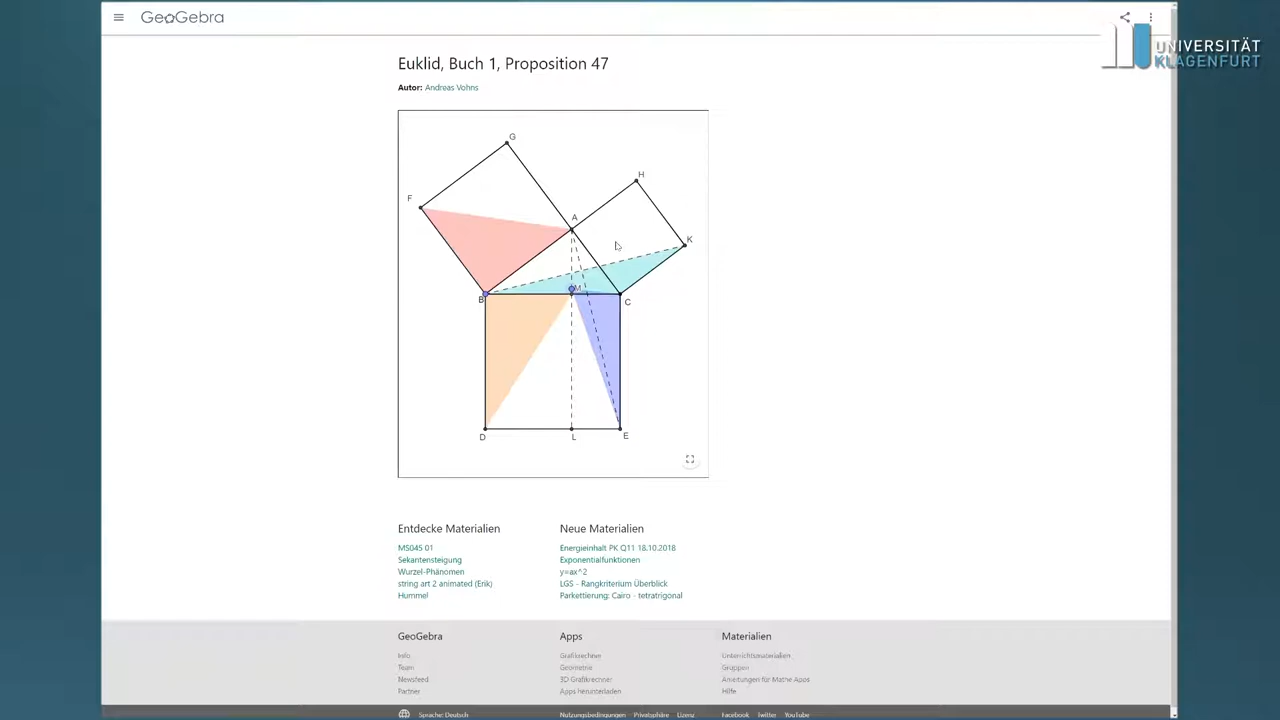 GeoGebra
UNIVERSITÄT
KLAGENFURT
Euklid, Buch 1, Proposition 47
Autor: Andreas Vohns
G
H
F
A
K
B
M
C
D
L
E
Entdecke Materialien
MS045 01
Sekantensteigung
Wurzel-Phänomen
string art 2 animated (Erik)
Hummel
Neue Materialien
Energieinhalt PK Q11 18.10.2018
Exponentialfunktionen
y=ax^2
LGS - Rangkriterium Überblick
Parkettierung: Cairo - tetratrigonal
GeoGebra
Info
Team
Newsfeed
Partner
Apps
Grafikrechner
Geometrie
3D Grafikrechner
Apps herunterladen
Materialien
Unterrichtsmaterialien
Gruppen
Anleitungen für Mathe Apps
Hilfe
Sprache: Deutsch
Nutzungsbedingungen Privatsphäre Lizenz
Facebook Twitter YouTube